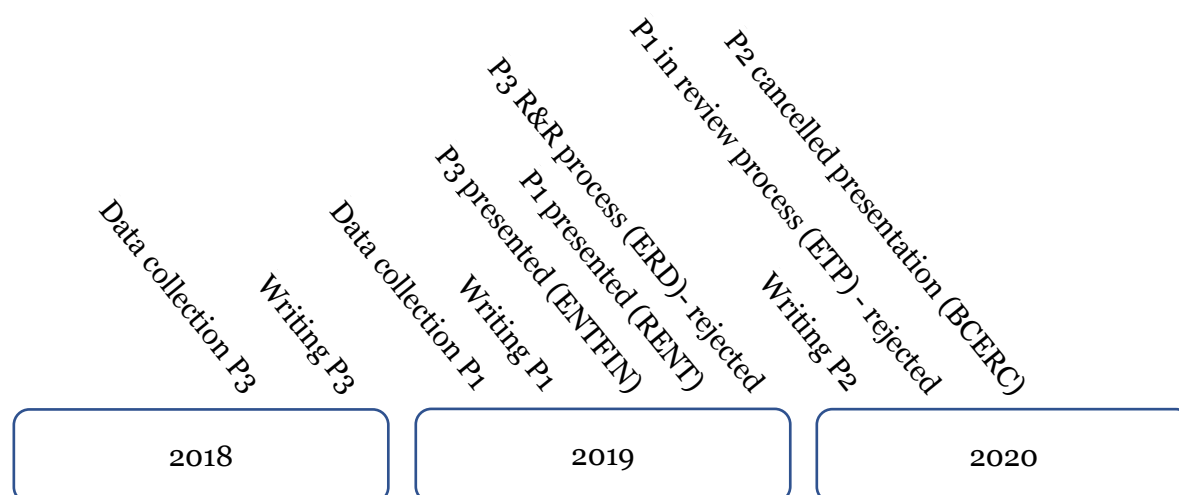 Data collection P3
Writing P3
Data collection P1
Writing P1
P3 presented (ENTFIN)
P1 presented (RENT)
P3 R&R process (ERD)- rejected
Writing P2
P1 in review process (ETP) - rejected
P2 cancelled presentation (BCERC)
2018
2019
2020